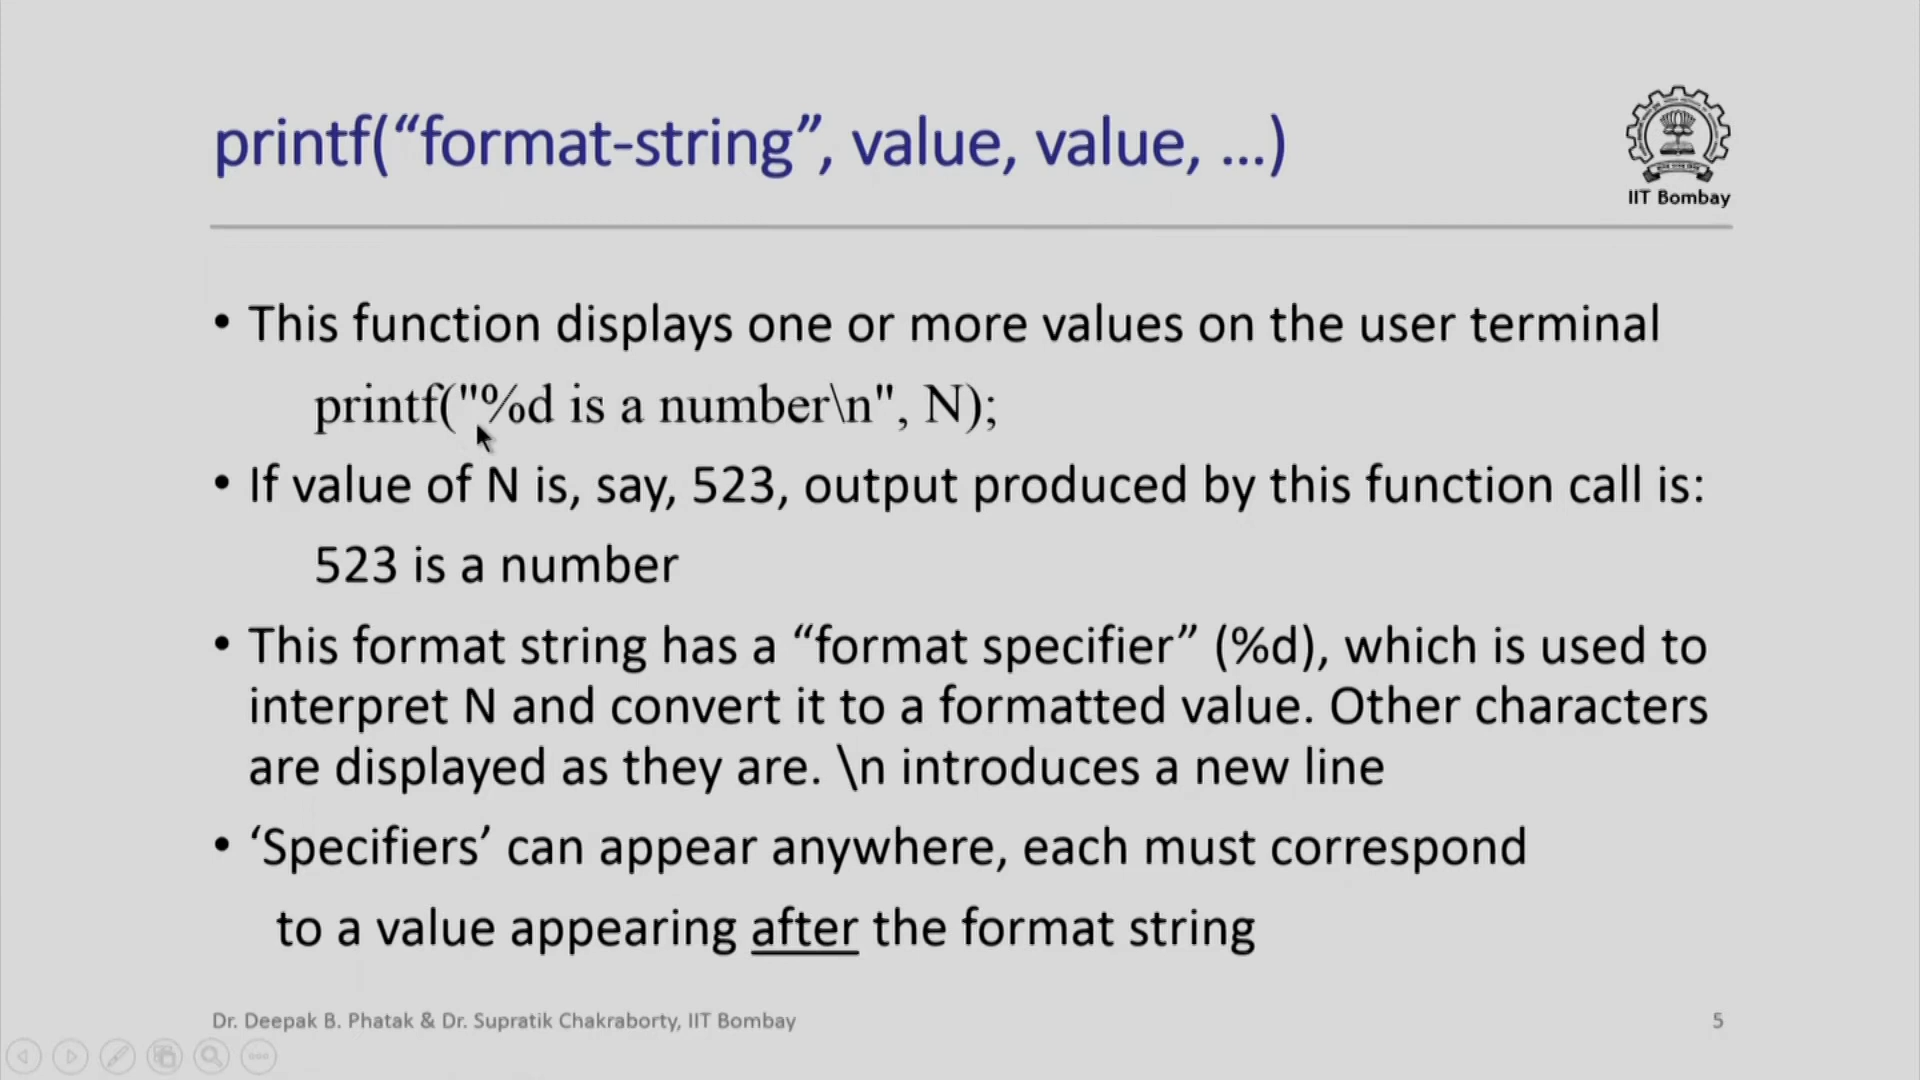 printf(“format-string”, value, value, ...)
IIT Bombay
• This function displays one or more values on the user terminal
printf("%d is a number\n", N);
• If value of N is, say, 523, output produced by this function call is:
523 is a number
• This format string has a “format specifier” (%d), which is used to
interpret N and convert it to a formatted value. Other characters
are displayed as they are. \n introduces a new line
• ‘Specifiers’ can appear anywhere, each must correspond
to a value appearing after the format string
Dr. Deepak B. Phatak & Dr. Supratik Chakraborty, IIT Bombay
5